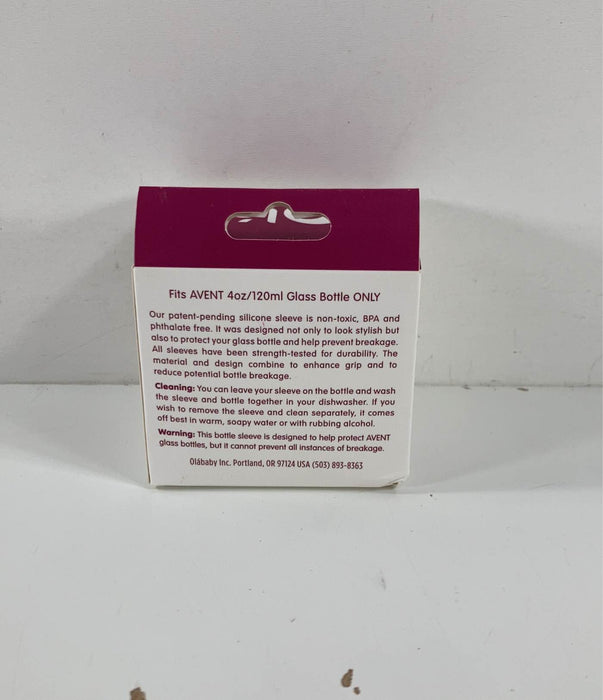 Fits AVENT 4oz/120ml Glass Bottle ONLY
Our patent-pending silicone sleeve is non-toxic, BPA and
phthalate free. It was designed not only to look stylish but
also to protect your glass bottle and help prevent breakage.
All sleeves have been strength-tested for durability. The
material and design combine to enhance grip and to
reduce potential bottle breakage.
Cleaning: You can leave your sleeve on the bottle and wash
the sleeve and bottle together in your dishwasher. If you
wish to remove the sleeve and clean separately, it comes
off best in warm, soapy water or with rubbing alcohol.
Warning: This bottle sleeve is designed to help protect AVENT
glass bottles, but it cannot prevent all instances of breakage.
Olábaby Inc. Portland, OR 97124 USA (503) 893-8363